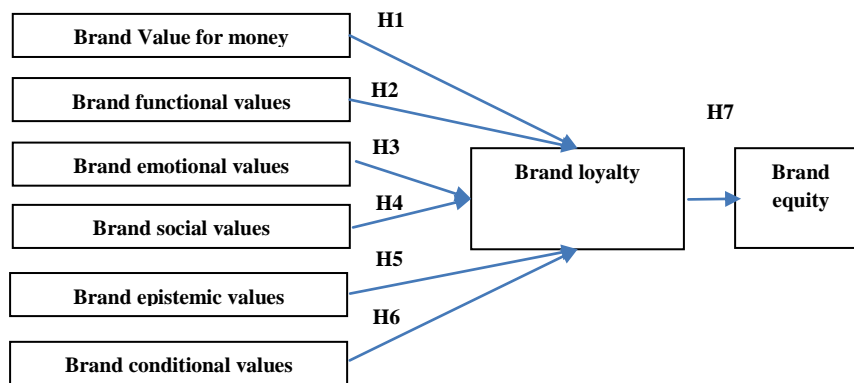 H1
Brand Value for money
H2
Brand functional values
H7
H3
Brand emotional values
Brand loyalty
Brand
equity
H4
Brand social values
H5
Brand epistemic values
H6
Brand conditional values